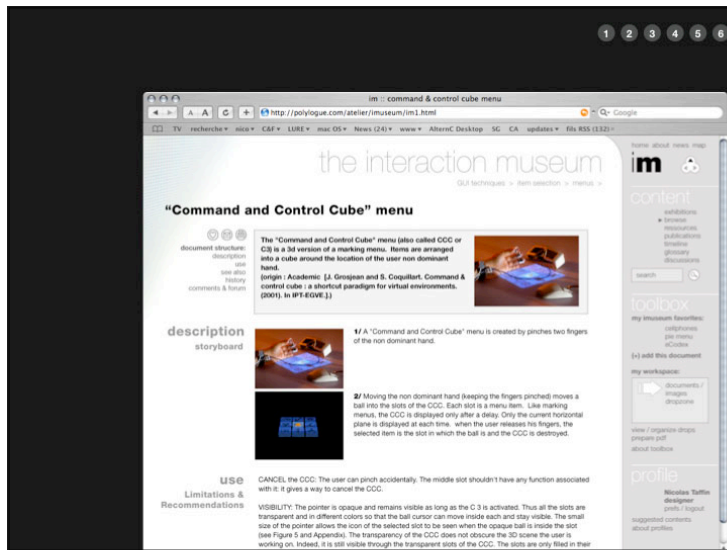 1 2 3 4 5 6
im :: command & control cube menu
A A C + http://polylogue.com/atelier/imuseum/im1.html Google
TV recherche nico C&F LURE mac OS News (24) www AlternC Desktop SG CA updates fils RSS (132)
home about news map
the interaction museum
im
GUI techniques > item selection > menus >
content
exhibitions
browse
ressources
publications
timeline
glossary
discussions
search
"Command and Control Cube" menu
document structure:
description
use
see also
history
comments & forum
The "Command and Control Cube" menu (also called CCC or
C3) is a 3d version of a marking menu. Items are arranged
into a cube around the location of the user non dominant
hand.
(origin : Academic [J. Grosjean and S. Coquillart. Command &
control cube : a shortcut paradigm for virtual environments.
(2001). In IPT-EGVE.].)
toolbox
my imuseum favorites:
cellphones
pie menu
eCodex
(+) add this document
my workspace:
documents /
images
dropzone
view / organize drops
prepare pdf
about toolbox
description
storyboard
1/ A "Command and Control Cube" menu is created by pinches two fingers
of the non dominant hand.
2/ Moving the non dominant hand (keeping the fingers pinched) moves a
ball into the slots of the CCC. Each slot is a menu item. Like marking
menus, the CCC is displayed only after a delay. Only the current horizontal
plane is displayed at each time. when the user releases his fingers, the
selected item is the slot in which the ball is and the CCC is destroyed.
profile
Nicolas Taffin
designer
prefs / logout
suggested contents
about profiles
use
Limitations &
Recommendations
CANCEL the CCC: The user can pinch accidentally. The middle slot shouldn't have any function associated
with it: it gives a way to cancel the CCC.
VISIBILITY: The pointer is opaque and remains visible as long as the C 3 is activated. Thus all the slots are
transparent and in different colors so that the ball cursor can move inside each and stay visible. The small
size of the pointer allows the icon of the selected slot to be seen when the opaque ball is inside the slot
(see Figure 5 and Appendix). The transparency of the CCC does not obscure the 3D scene the user is
working on. Indeed, it is still visible through the transparent slots of the CCC. The slots are only filled in their